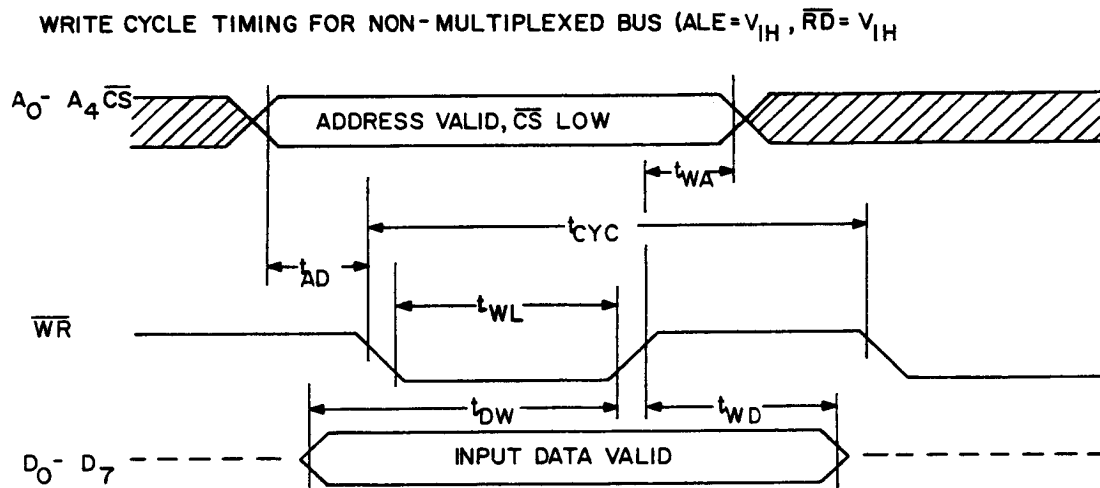 WRITE CYCLE TIMING FOR NON-MULTIPLEXED BUS (ALE=V_IH, R̅D̅=V_IH
A₀-A₄ C̅S̅
ADDRESS VALID, C̅S̅ LOW
t_WA
t_CYC
t_AD
t_WL
W̅R̅
t_DW
t_WD
D₀-D₇
INPUT DATA VALID